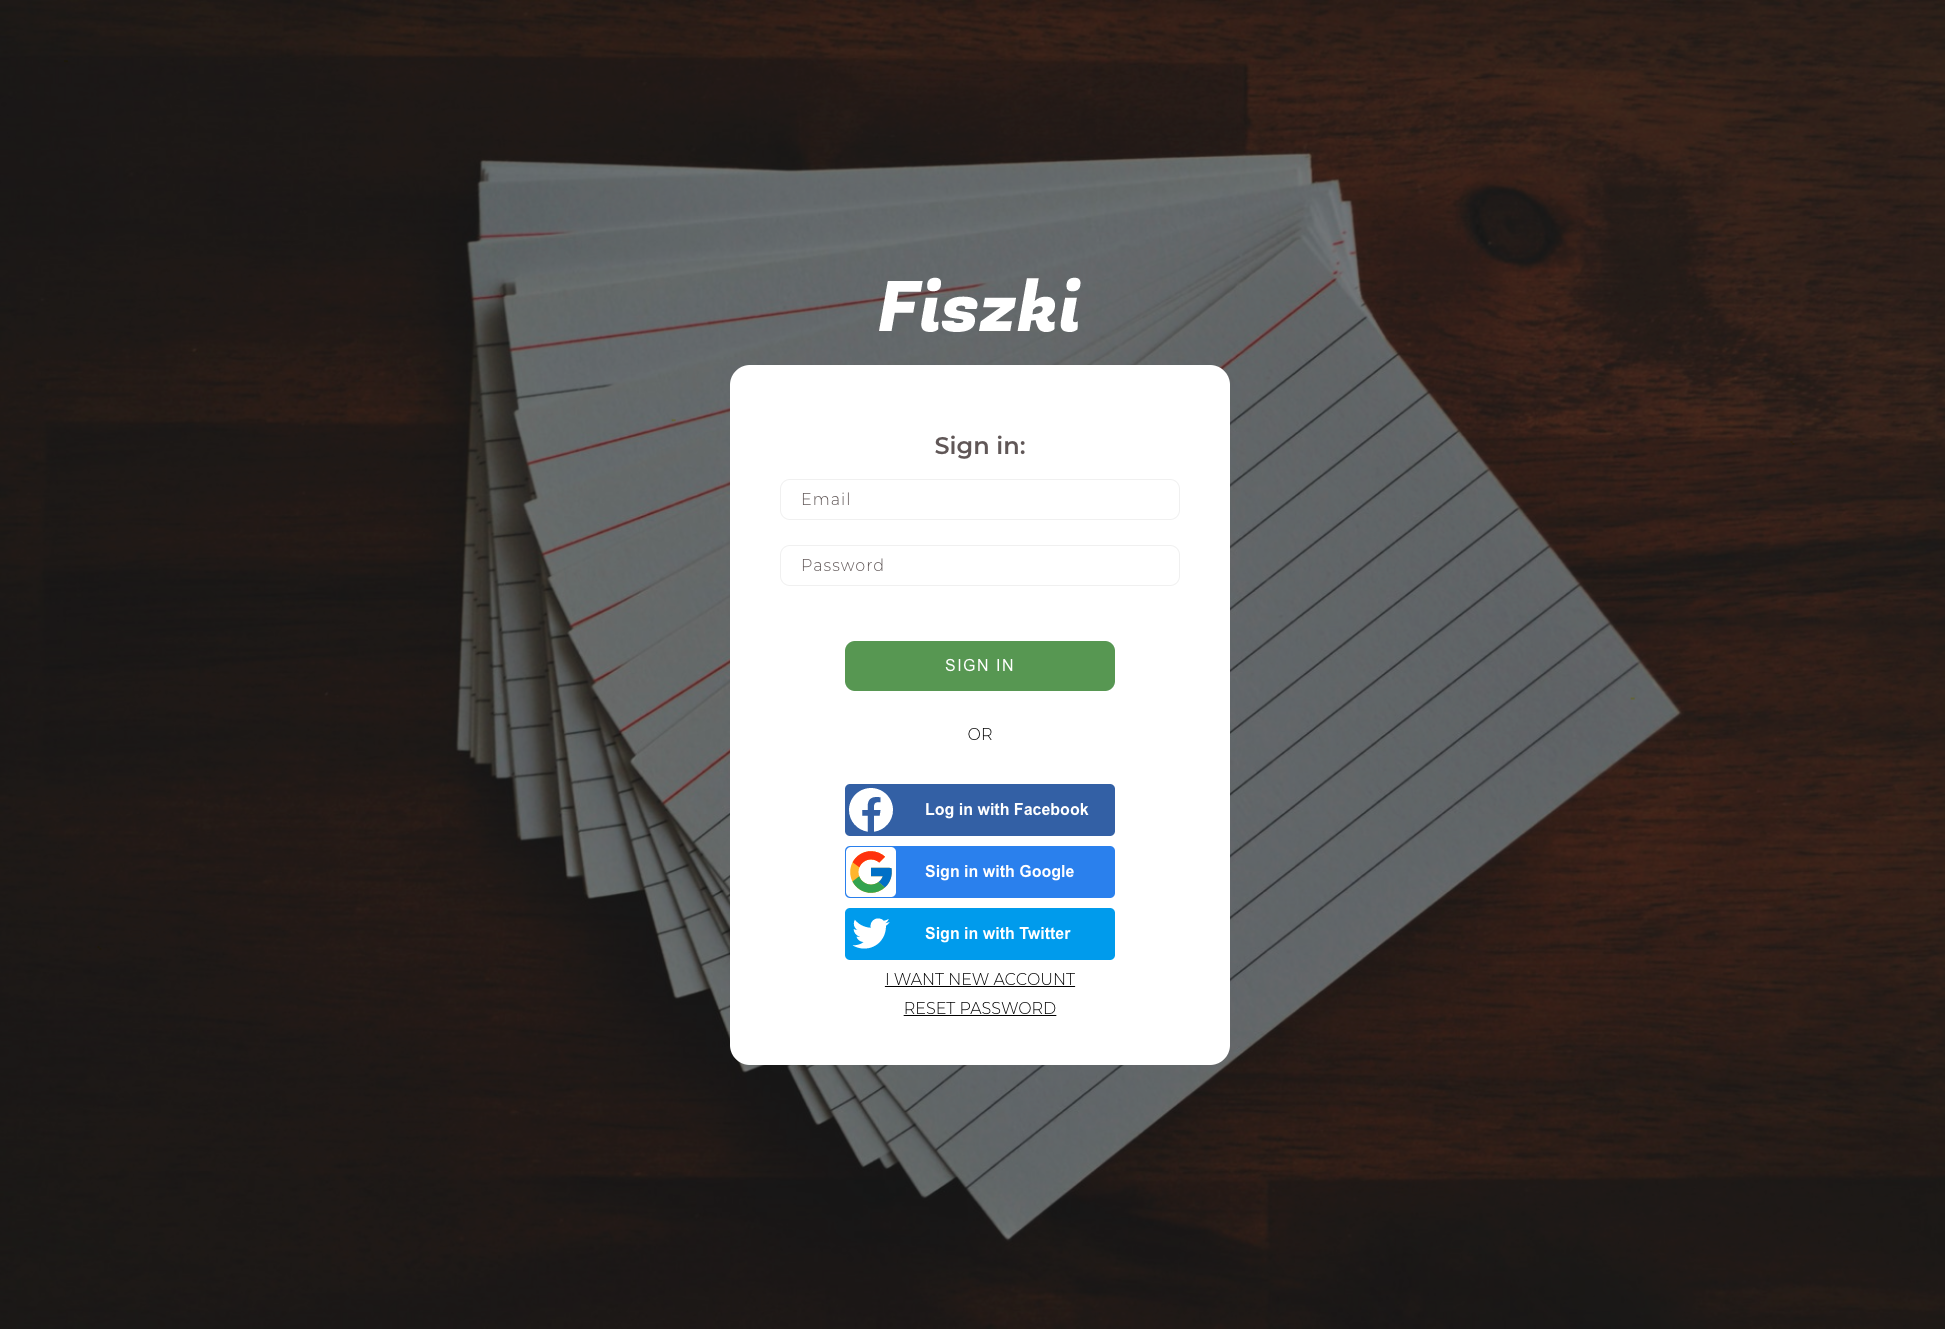 Fiszki
Sign in:
Email
Password
SIGN IN
OR
Log in with Facebook
Sign in with Google
Sign in with Twitter
I WANT NEW ACCOUNT
RESET PASSWORD